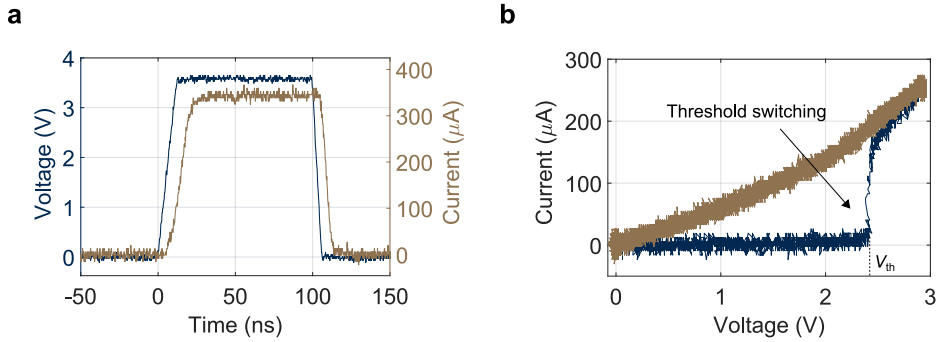 a
4
3
2
1
0
Voltage (V)
400
300
200
100
0
Current (μA)
-50
0
50
100
150
Time (ns)
b
300
200
100
0
Current (μA)
Threshold switching
Vth
0
1
2
3
Voltage (V)